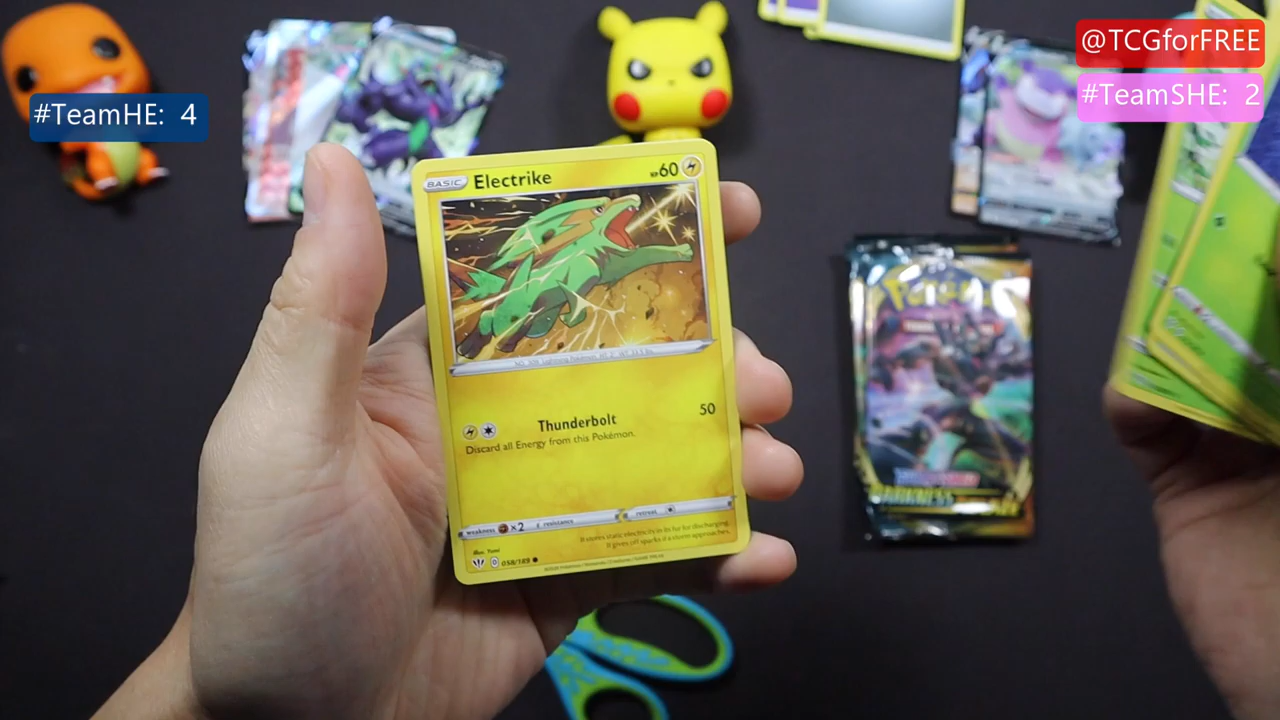 @TCGforFREE
#TeamHE: 4
#TeamSHE: 2
BASIC Electrike HP60
Thunderbolt 50
Discard all Energy from this Pokémon.
weakness ×2 resistance retreat
It stores static electricity in its fur for discharging.
It gives off sparks if a storm approaches.
Illus. Yumi
058/189
DARKNESS